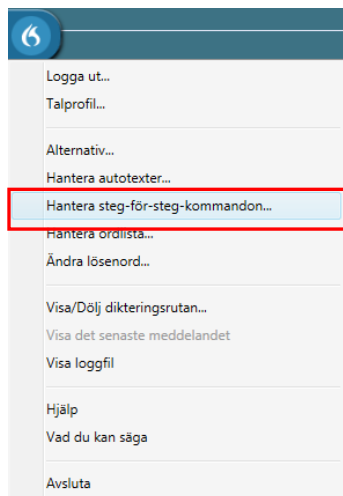 Logga ut...
Talprofil...
Alternativ...
Hantera autotexter...
Hantera steg-för-steg-kommandon...
Hantera ordlista...
Ändra lösenord...
Visa/Dölj dikteringsrutan...
Visa det senaste meddelandet
Visa loggfil
Hjälp
Vad du kan säga
Avsluta